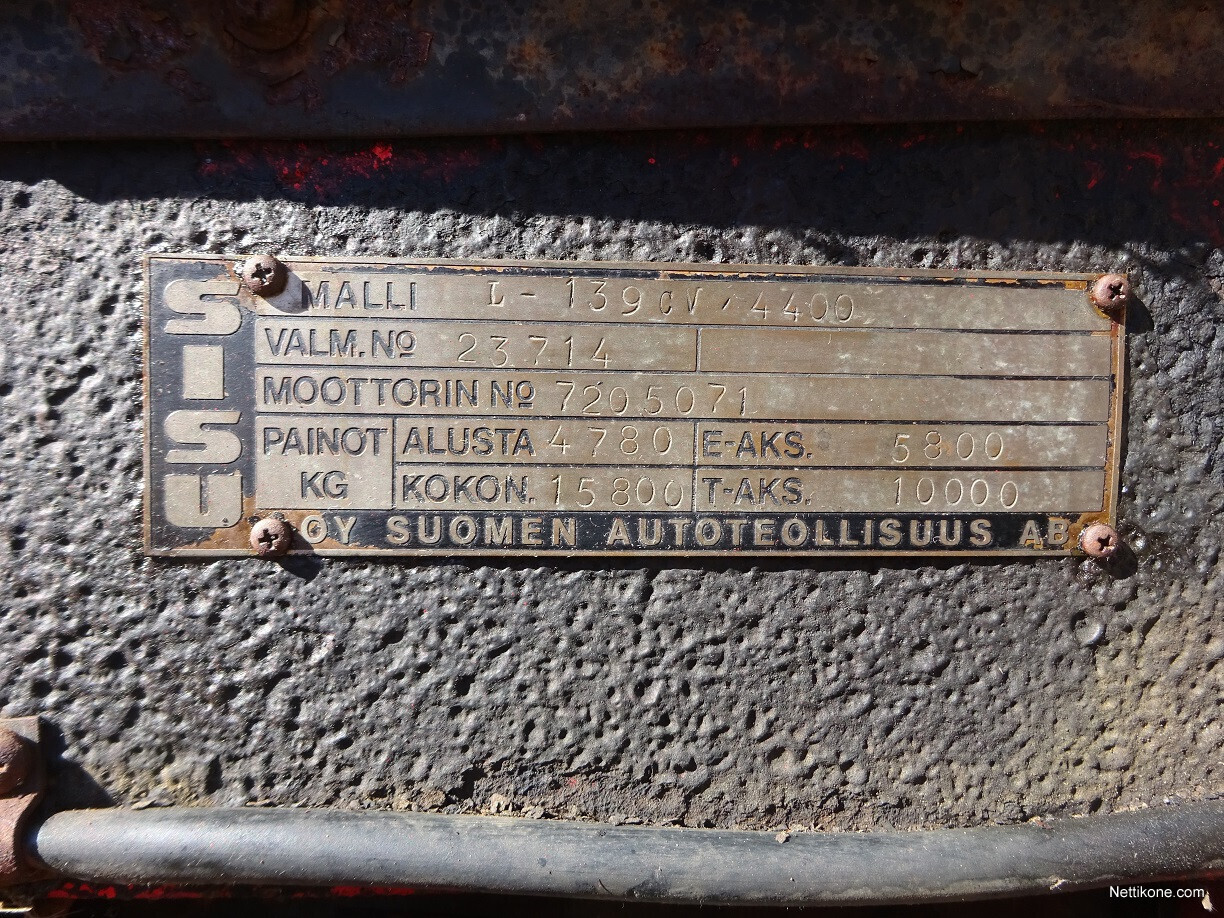 SISU
MALLI L-139CV/4400
VALM. Nº 23714
MOOTTORIN Nº 7205071
PAINOT KG
ALUSTA 4780 E-AKS. 5800
KOKON. 15800 T-AKS. 10000
OY SUOMEN AUTOTEOLLISUUS AB
Nettikone.com